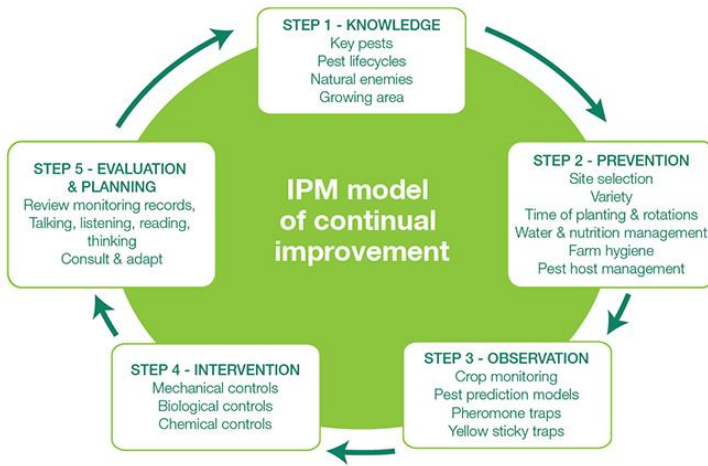 STEP 1 - KNOWLEDGE
Key pests
Pest lifecycles
Natural enemies
Growing area
STEP 2 - PREVENTION
Site selection
Variety
Time of planting & rotations
Water & nutrition management
Farm hygiene
Pest host management
STEP 3 - OBSERVATION
Crop monitoring
Pest prediction models
Pheromone traps
Yellow sticky traps
STEP 4 - INTERVENTION
Mechanical controls
Biological controls
Chemical controls
STEP 5 - EVALUATION
& PLANNING
Review monitoring records,
Talking, listening, reading,
thinking
Consult & adapt
IPM model
of continual
improvement